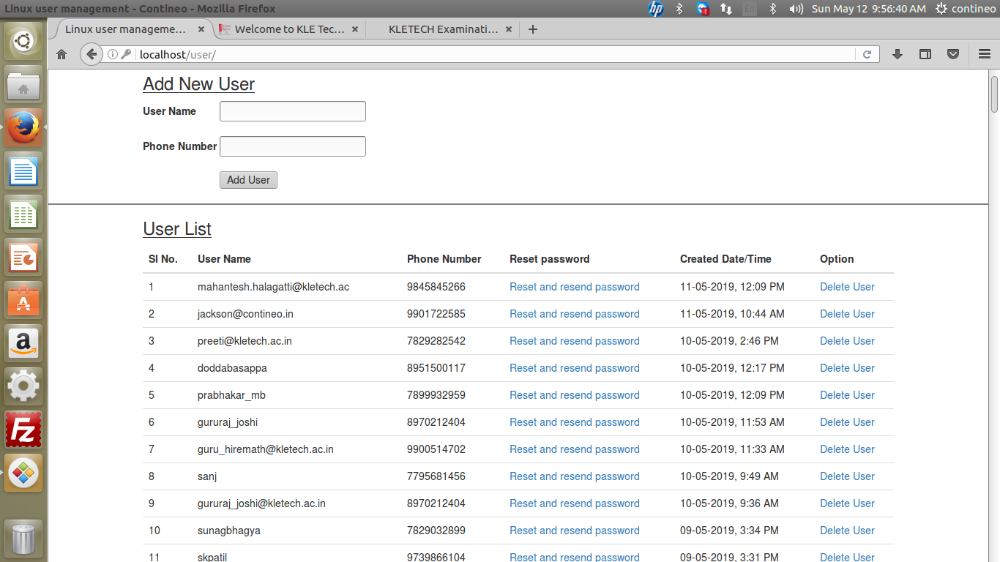 Linux user management - Contineo - Mozilla Firefox
En
Sun May 12 9:56:40 AM
contineo
Linux user manageme…
Welcome to KLE Tec…
KLETECH Examinati…
localhost/user/
Add New User
User Name
Phone Number
Add User
User List
Sl No. User Name Phone Number Reset password Created Date/Time Option
1 mahantesh.halagatti@kletech.ac 9845845266 Reset and resend password 11-05-2019, 12:09 PM Delete User
2 jackson@contineo.in 9901722585 Reset and resend password 11-05-2019, 10:44 AM Delete User
3 preeti@kletech.ac.in 7829282542 Reset and resend password 10-05-2019, 2:46 PM Delete User
4 doddabasappa 8951500117 Reset and resend password 10-05-2019, 12:17 PM Delete User
5 prabhakar_mb 7899932959 Reset and resend password 10-05-2019, 12:09 PM Delete User
6 gururaj_joshi 8970212404 Reset and resend password 10-05-2019, 11:53 AM Delete User
7 guru_hiremath@kletech.ac.in 9900514702 Reset and resend password 10-05-2019, 11:33 AM Delete User
8 sanj 7795681456 Reset and resend password 10-05-2019, 9:49 AM Delete User
9 gururaj_joshi@kletech.ac.in 8970212404 Reset and resend password 10-05-2019, 9:36 AM Delete User
10 sunagbhagya 7829032899 Reset and resend password 09-05-2019, 3:34 PM Delete User
11 skpatil 9739866104 Reset and resend password 09-05-2019, 3:31 PM Delete User